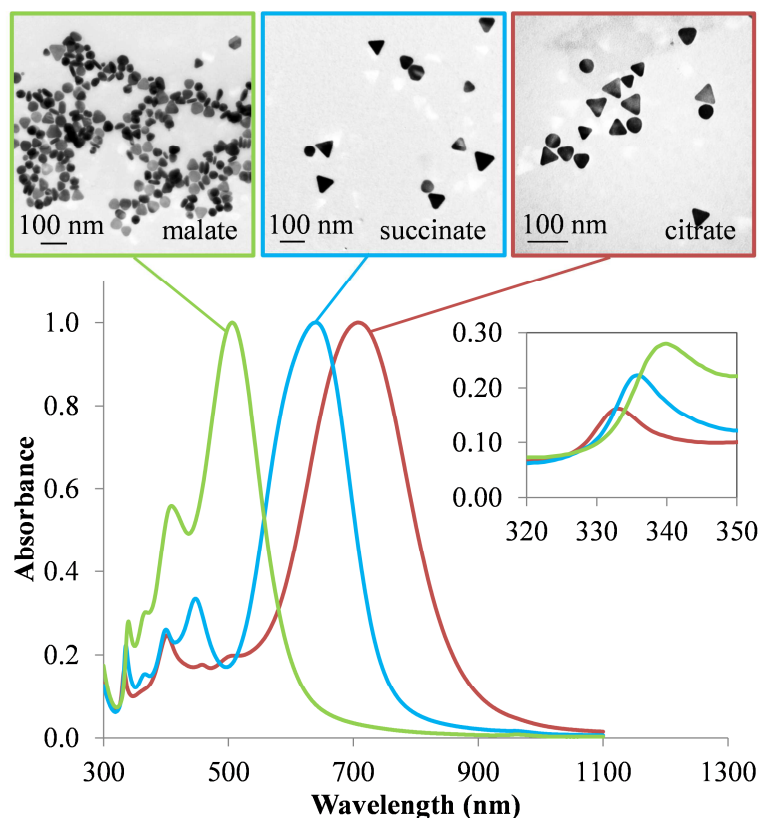 100 nm malate
100 nm succinate
100 nm citrate
1.0
0.8
0.6
0.4
0.2
0.0
Absorbance
300 500 700 900 1100 1300
Wavelength (nm)
0.30
0.20
0.10
0.00
320 330 340 350